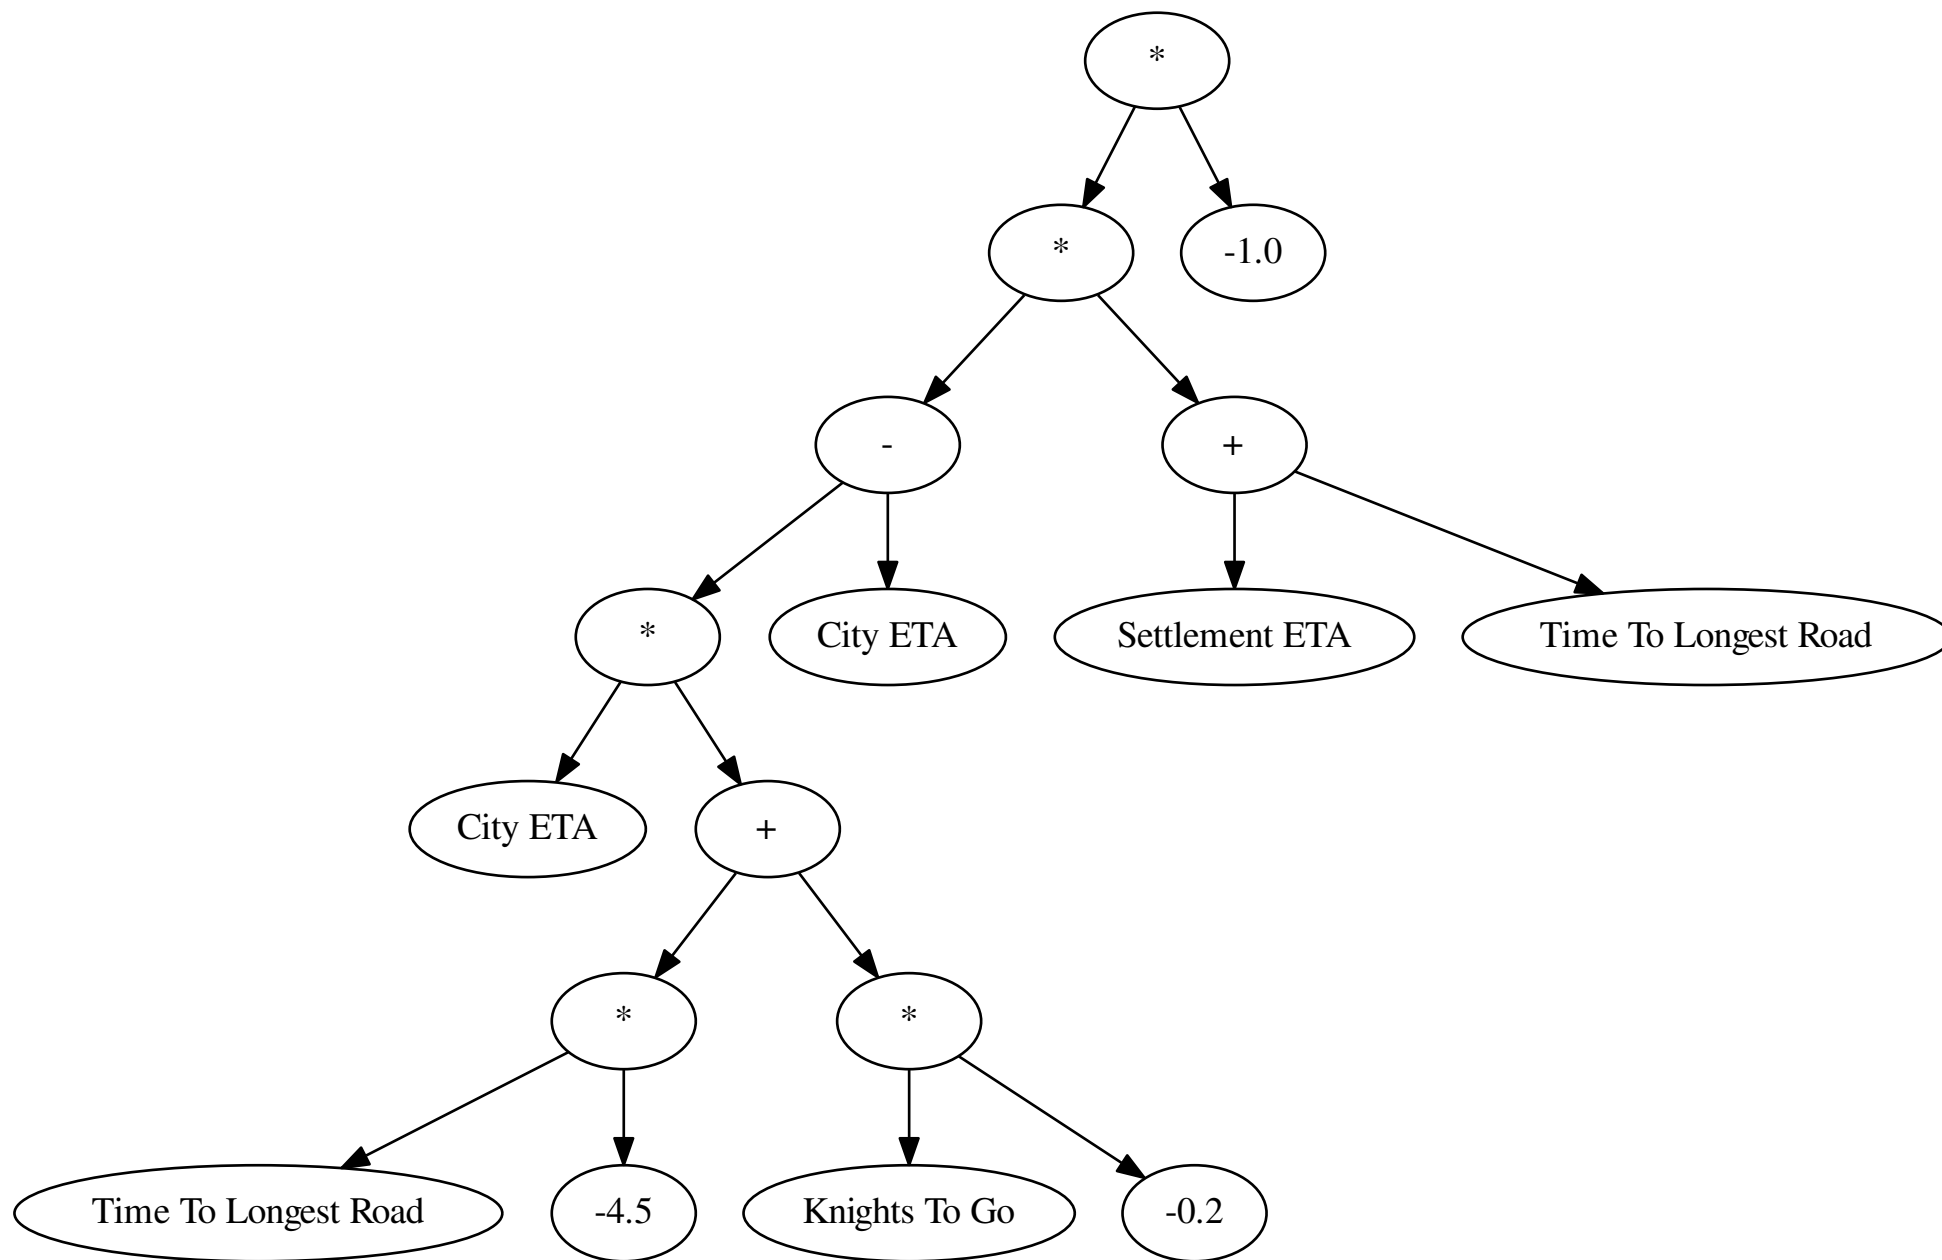 *
*
-1.0
-
+
*
City ETA
Settlement ETA
Time To Longest Road
City ETA
+
*
*
Time To Longest Road
-4.5
Knights To Go
-0.2